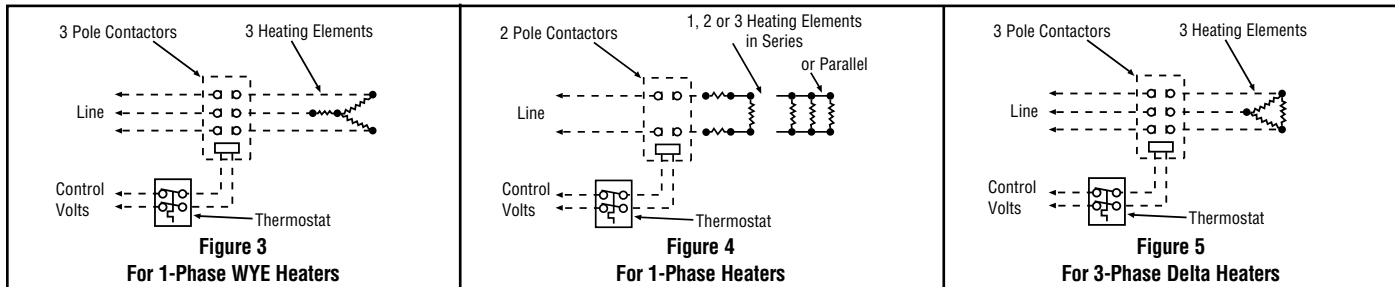 3 Pole Contactors
3 Heating Elements
Line
Control
Volts
Thermostat
Figure 3
For 1-Phase WYE Heaters
2 Pole Contactors
1, 2 or 3 Heating Elements
in Series
or Parallel
Line
Control
Volts
Thermostat
Figure 4
For 1-Phase Heaters
3 Pole Contactors
3 Heating Elements
Line
Control
Volts
Thermostat
Figure 5
For 3-Phase Delta Heaters